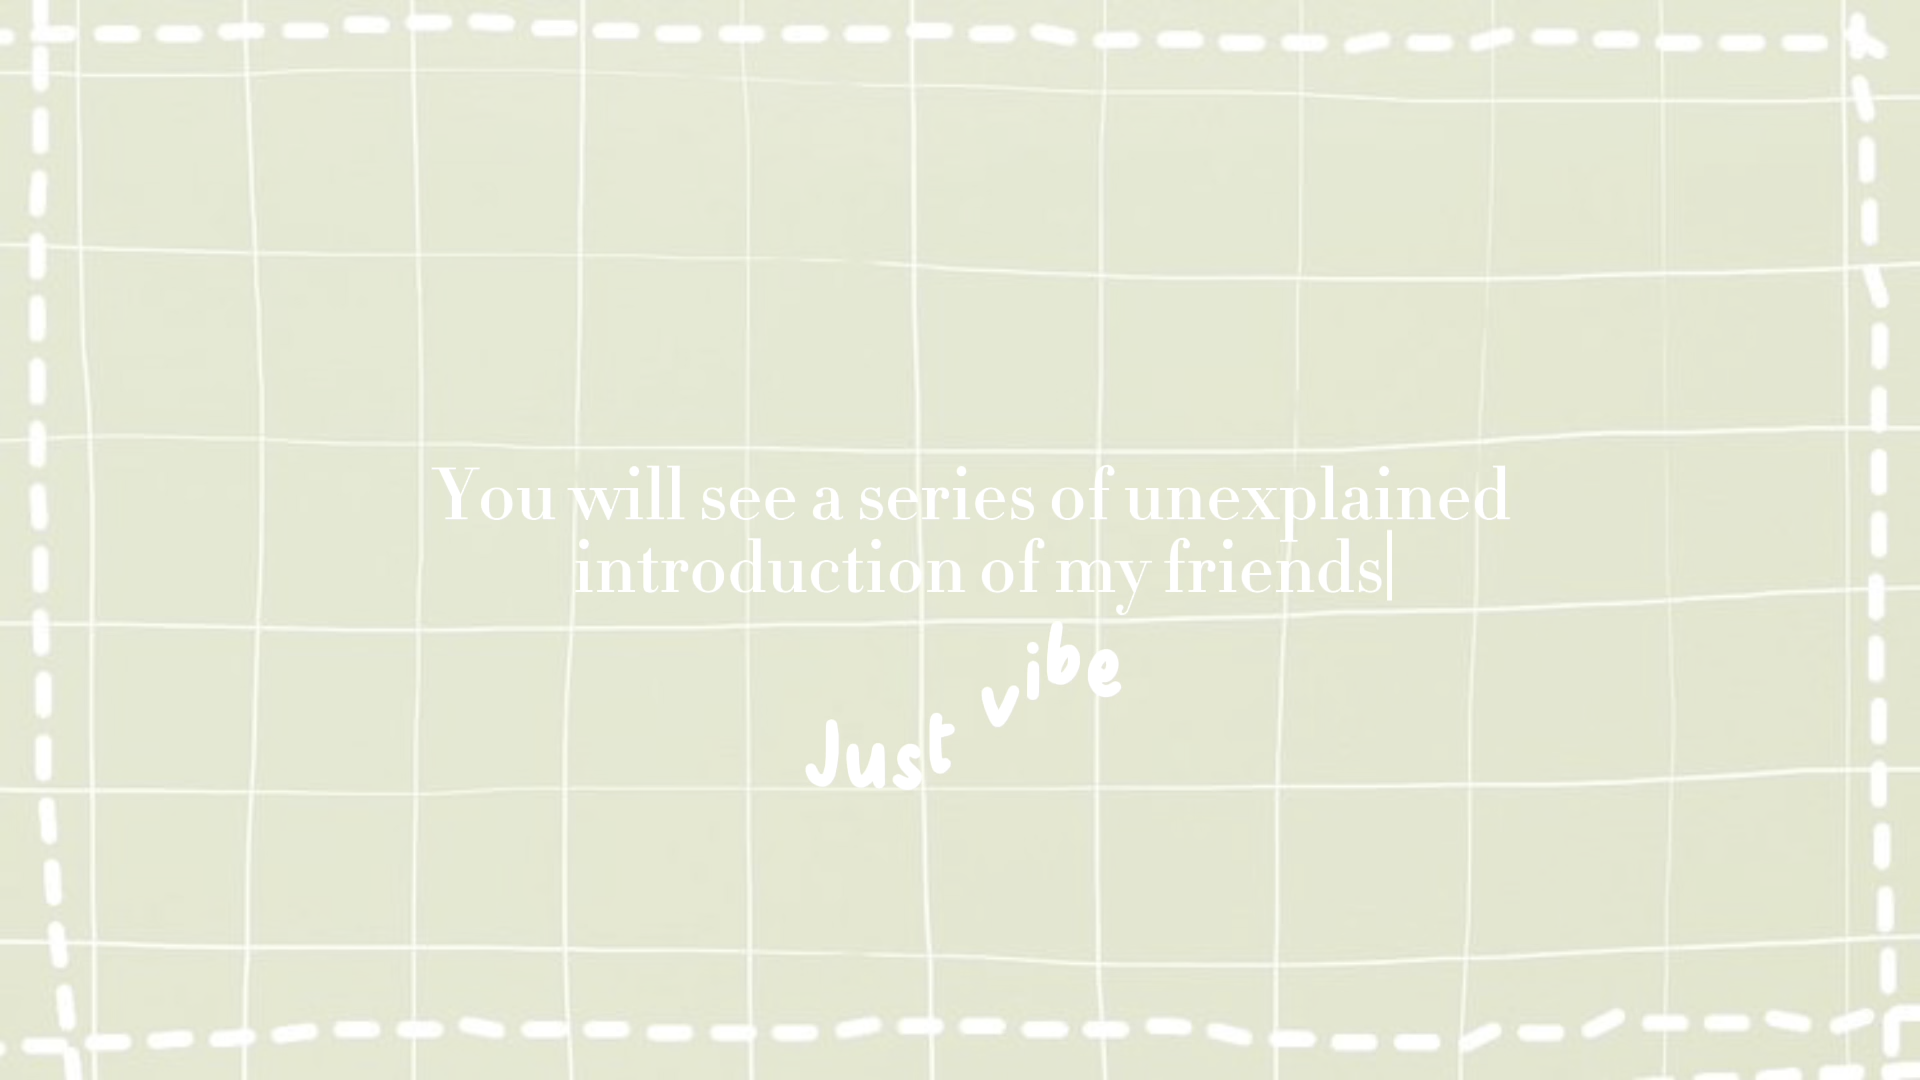 You will see a series of unexplained
introduction of my friends|
Just vibe